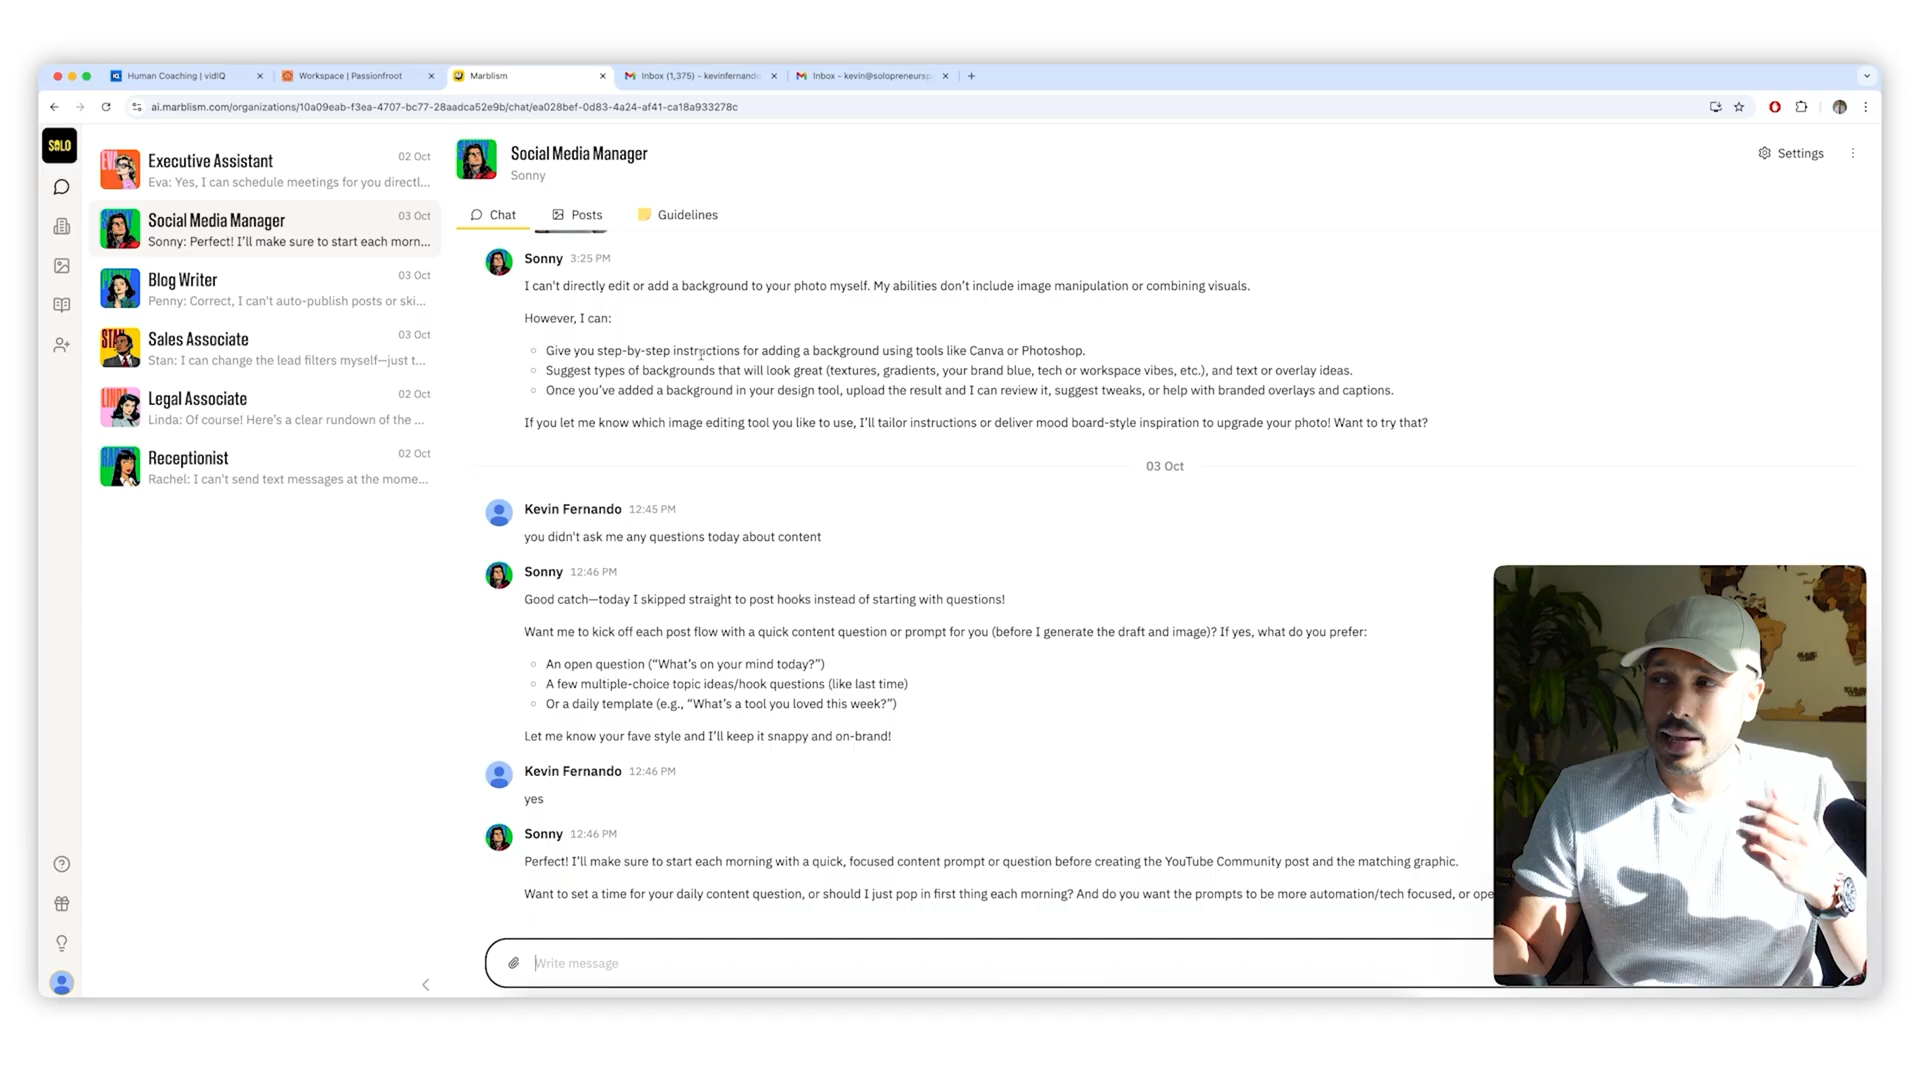 Human Coaching | vidIQ
Workspace | Passionfroot
Marblism
Inbox (1,375) - kevinfernando
Inbox - kevin@solopreneursp
ai.marblism.com/organizations/10a09eab-f3ea-4707-bc77-28aadca52e9b/chat/ea028bef-0d83-4a24-af41-ca18a933278c
SOLO
Executive Assistant
02 Oct
Eva: Yes, I can schedule meetings for you directl...
Social Media Manager
03 Oct
Sonny: Perfect! I'll make sure to start each morn...
Blog Writer
03 Oct
Penny: Correct, I can't auto-publish posts or ski...
STAN
Sales Associate
03 Oct
Stan: I can change the lead filters myself—just t...
LINDA
Legal Associate
02 Oct
Linda: Of course! Here's a clear rundown of the ...
Receptionist
02 Oct
Rachel: I can't send text messages at the mome...
Social Media Manager
Sonny
Settings
Chat
Posts
Guidelines
Sonny 3:25 PM
I can't directly edit or add a background to your photo myself. My abilities don't include image manipulation or combining visuals.
However, I can:
Give you step-by-step instructions for adding a background using tools like Canva or Photoshop.
Suggest types of backgrounds that will look great (textures, gradients, your brand blue, tech or workspace vibes, etc.), and text or overlay ideas.
Once you've added a background in your design tool, upload the result and I can review it, suggest tweaks, or help with branded overlays and captions.
If you let me know which image editing tool you like to use, I'll tailor instructions or deliver mood board-style inspiration to upgrade your photo! Want to try that?
03 Oct
Kevin Fernando 12:45 PM
you didn't ask me any questions today about content
Sonny 12:46 PM
Good catch—today I skipped straight to post hooks instead of starting with questions!
Want me to kick off each post flow with a quick content question or prompt for you (before I generate the draft and image)? If yes, what do you prefer:
An open question ("What's on your mind today?")
A few multiple-choice topic ideas/hook questions (like last time)
Or a daily template (e.g., "What's a tool you loved this week?")
Let me know your fave style and I'll keep it snappy and on-brand!
Kevin Fernando 12:46 PM
yes
Sonny 12:46 PM
Perfect! I'll make sure to start each morning with a quick, focused content prompt or question before creating the YouTube Community post and the matching graphic.
Want to set a time for your daily content question, or should I just pop in first thing each morning? And do you want the prompts to be more automation/tech focused, or ope
Write message